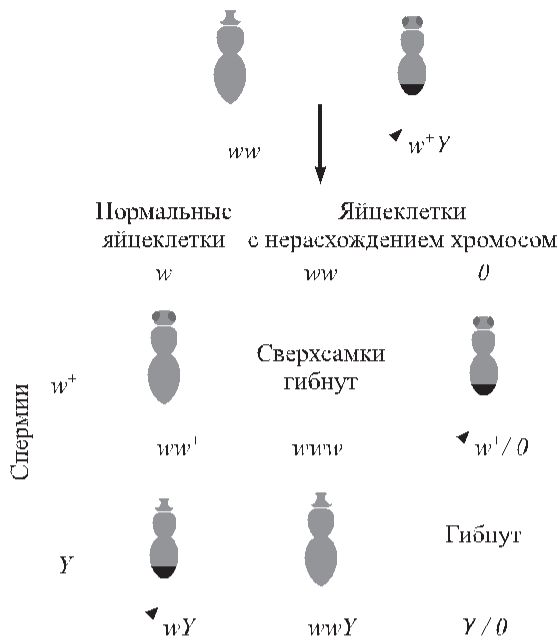 ww
w⁺Y
Нормальные яйцеклетки
Яйцеклетки с нерасхождением хромосом
w
ww
0
Спермии
w⁺
Сверхсамки
гибнут
ww⁺
www
w⁺/0
Y
Гибнут
wY
wwY
Y/0